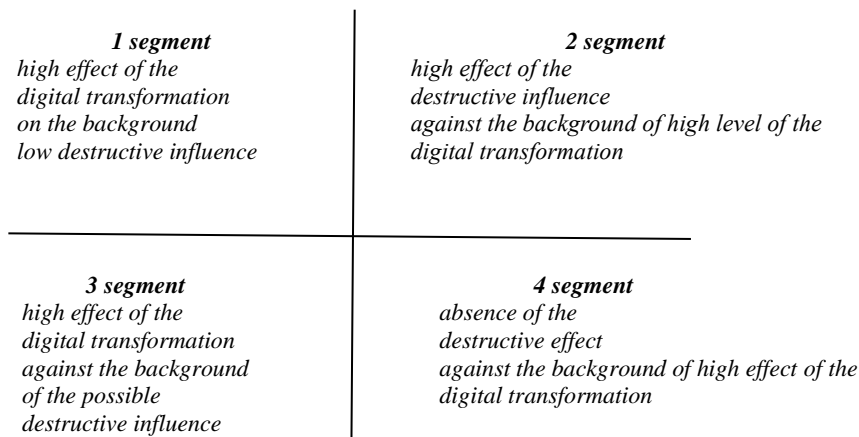 1 segment
high effect of the
digital transformation
on the background
low destructive influence
2 segment
high effect of the
destructive influence
against the background of high level of the
digital transformation
3 segment
high effect of the
digital transformation
against the background
of the possible
destructive influence
4 segment
absence of the
destructive effect
against the background of high effect of the
digital transformation